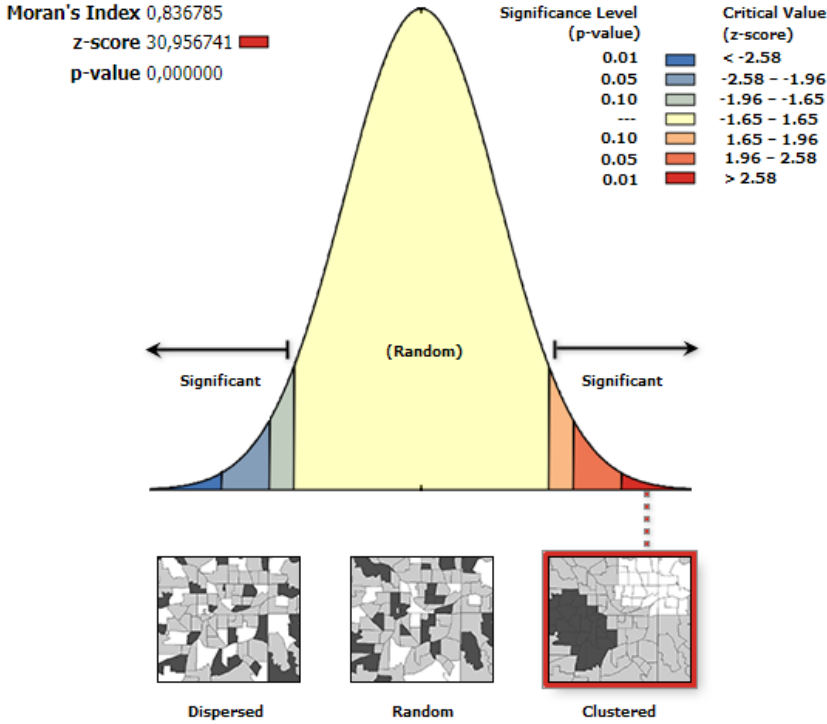 Moran's Index 0,836785
z-score 30,956741
p-value 0,000000
Significance Level
(p-value)
Critical Value
(z-score)
0.01 < -2.58
0.05 -2.58 – -1.96
0.10 -1.96 – -1.65
--- -1.65 – 1.65
0.10 1.65 – 1.96
0.05 1.96 – 2.58
0.01 > 2.58
(Random)
Significant
Significant
Dispersed
Random
Clustered